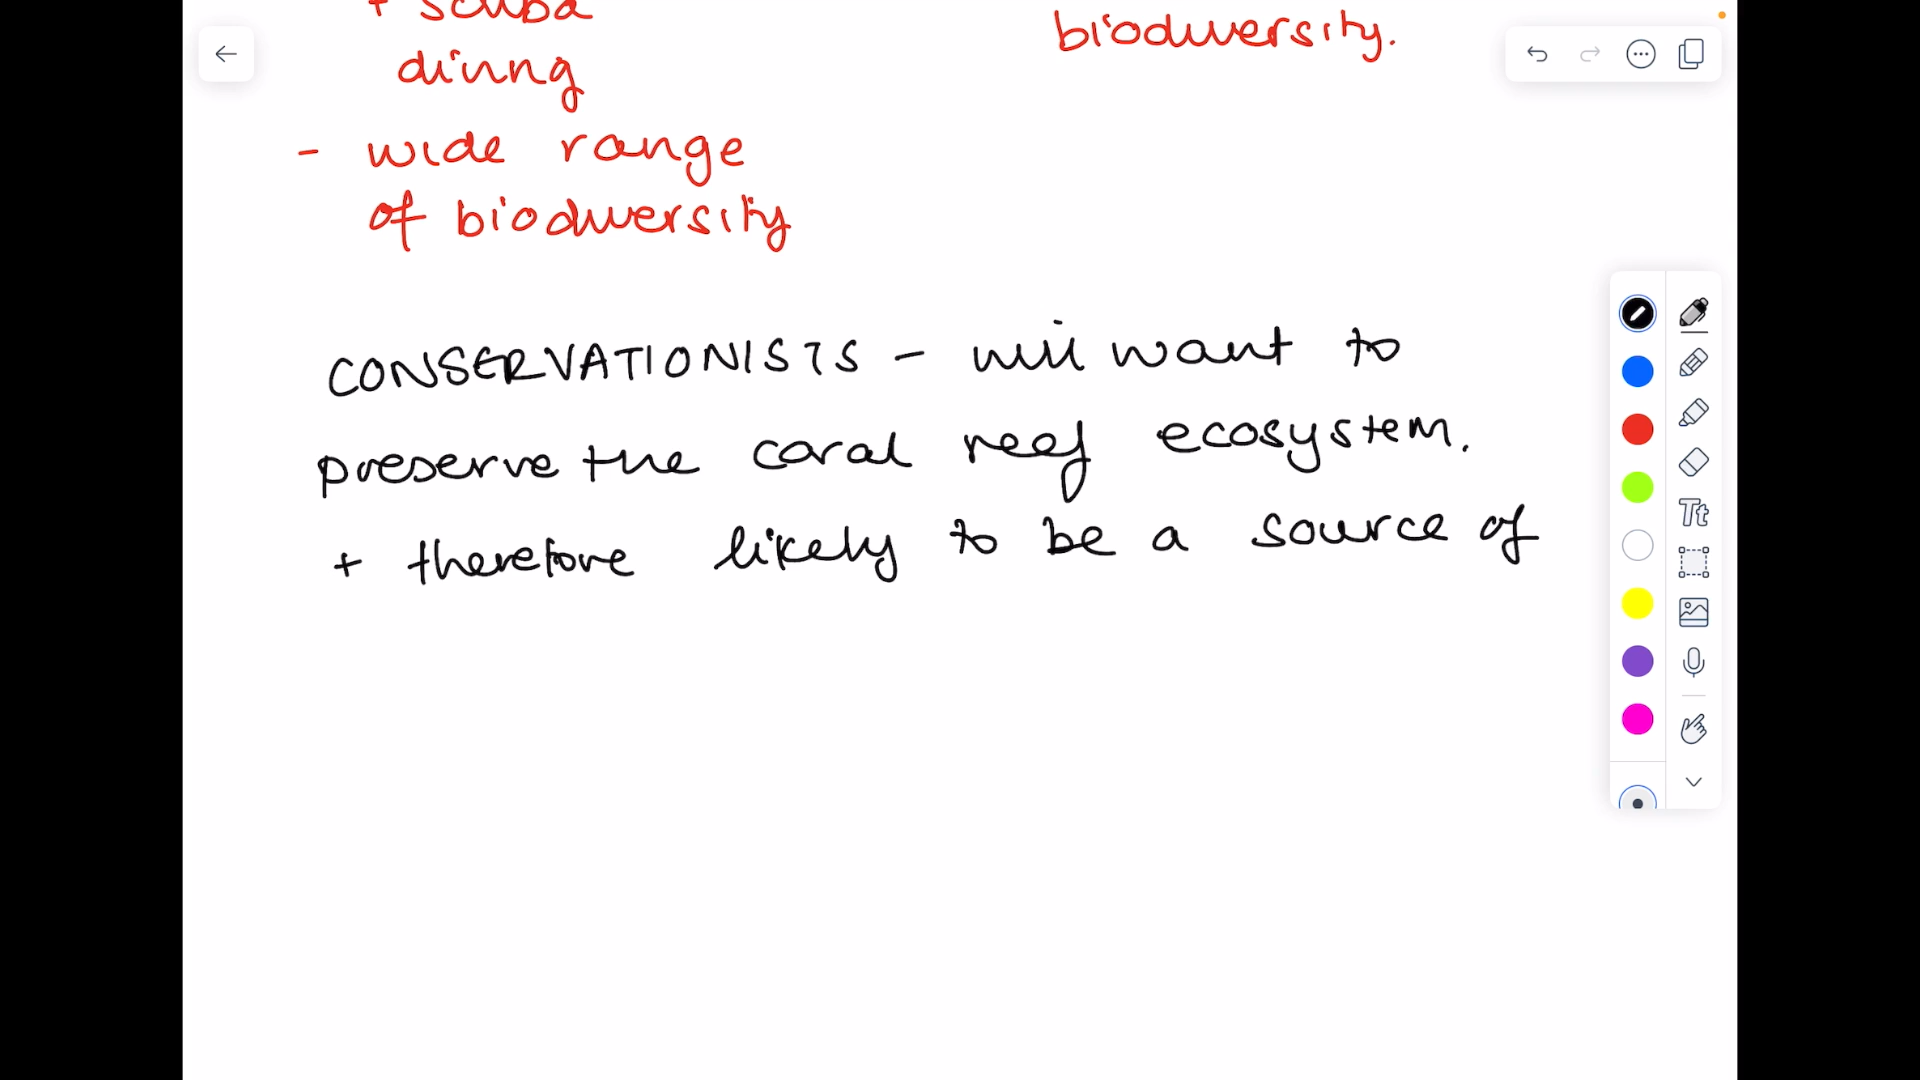 + scuba
biodiversity.
diving
- wide range
of biodiversity
CONSERVATIONISTS - will want to
preserve the coral reef ecosystem.
+ therefore likely to be a source of
Tt